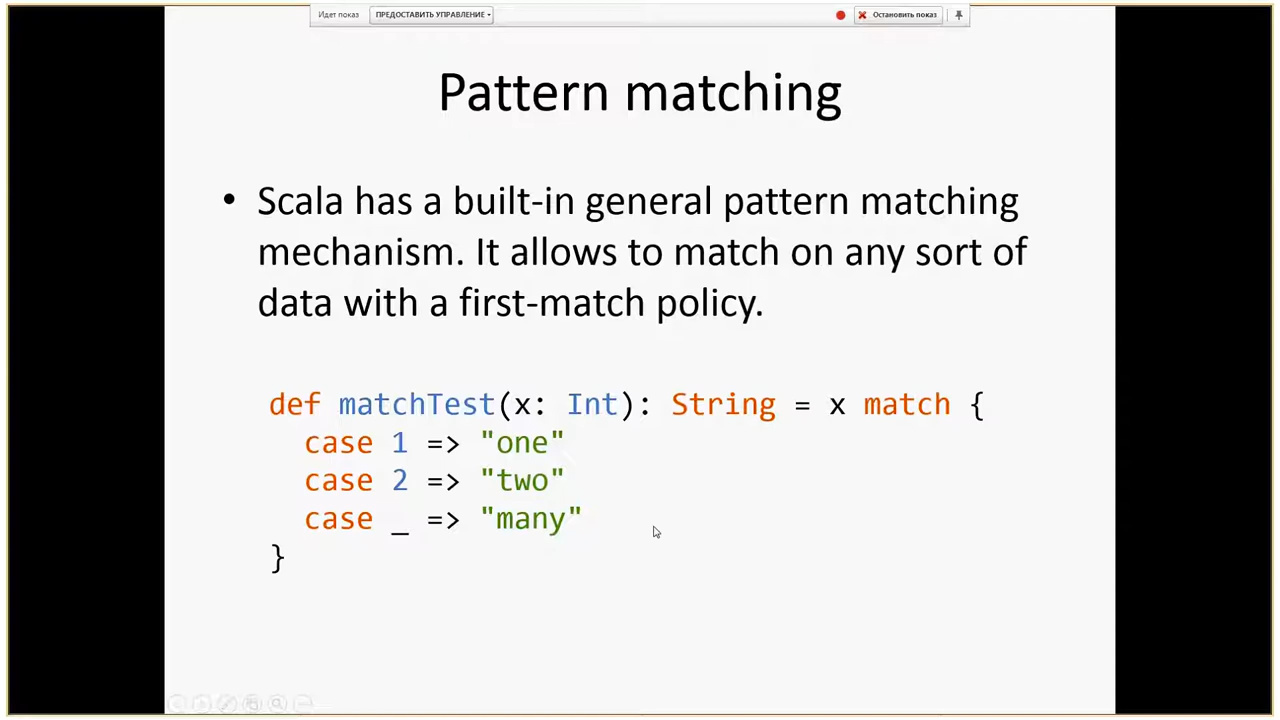 Идет показ ПРЕДОСТАВИТЬ УПРАВЛЕНИЕ Остановить показ
Pattern matching
• Scala has a built-in general pattern matching
mechanism. It allows to match on any sort of
data with a first-match policy.
def matchTest(x: Int): String = x match {
case 1 => "one"
case 2 => "two"
case _ => "many"
}